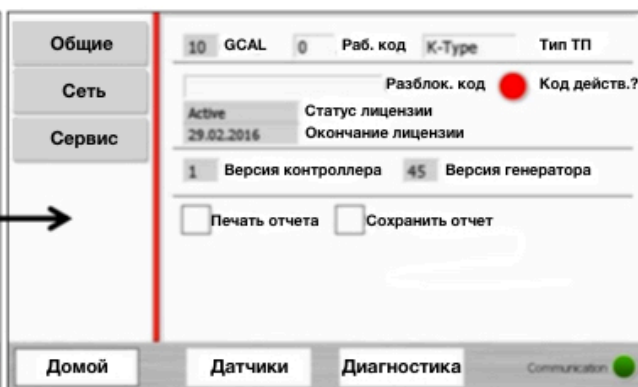 Общие
Сеть
Сервис
10 GCAL 0 Раб. код K-Type Тип ТП
Разблок. код Код действ.?
Active Статус лицензии
29.02.2016 Окончание лицензии
1 Версия контроллера 45 Версия генератора
Печать отчета Сохранить отчет
Домой Датчики Диагностика Communication